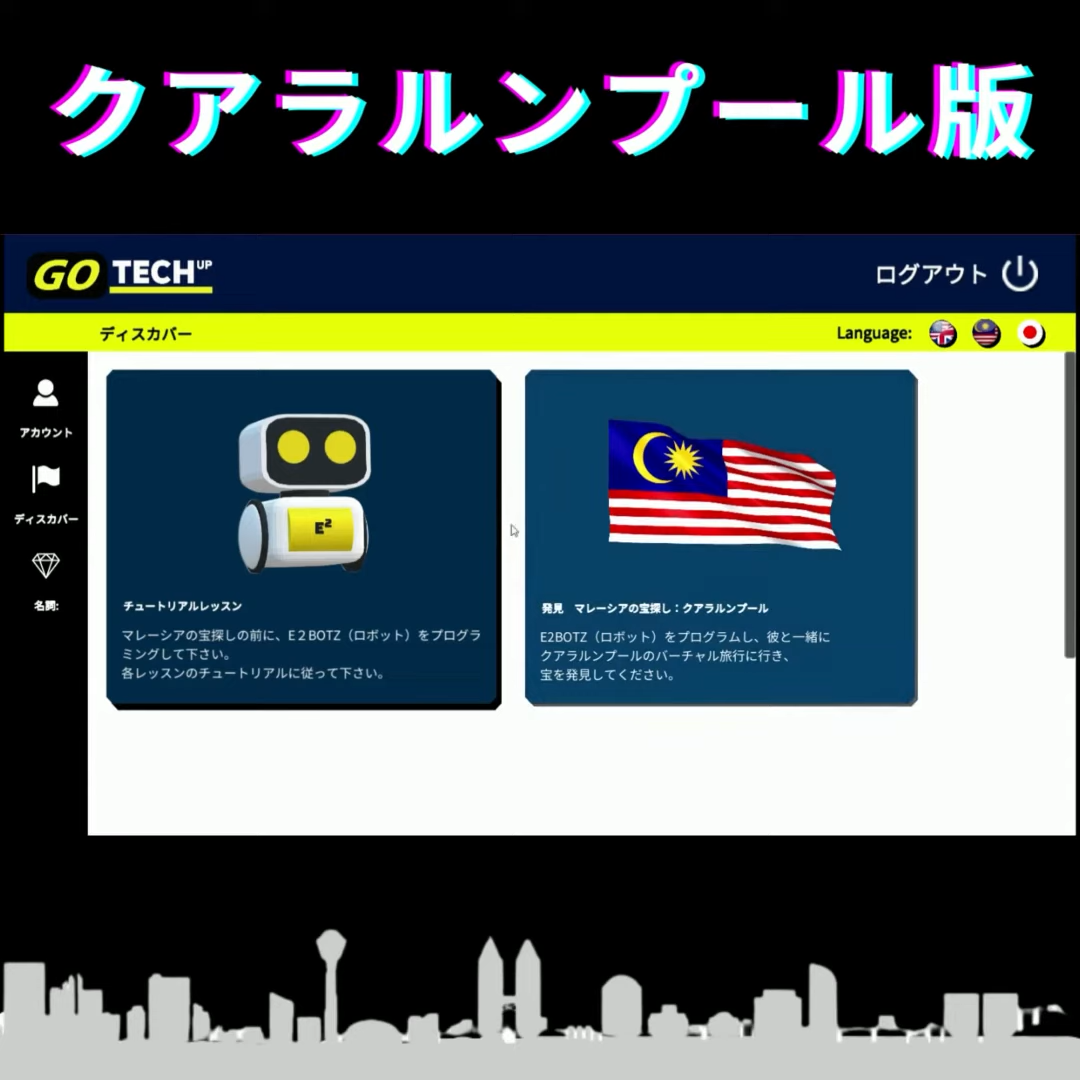 クアラルンプール版
GO TECH UP
ログアウト
ディスカバー
Language:
アカウント
ディスカバー
名詞:
E²
チュートリアルレッスン
マレーシアの宝探しの前に、E2BOTZ(ロボット)をプログラ
ミングして下さい。
各レッスンのチュートリアルに従って下さい。
発見 マレーシアの宝探し:クアラルンプール
E2BOTZ(ロボット)をプログラムし、彼と一緒に
クアラルンプールのバーチャル旅行に行き、
宝を発見してください。